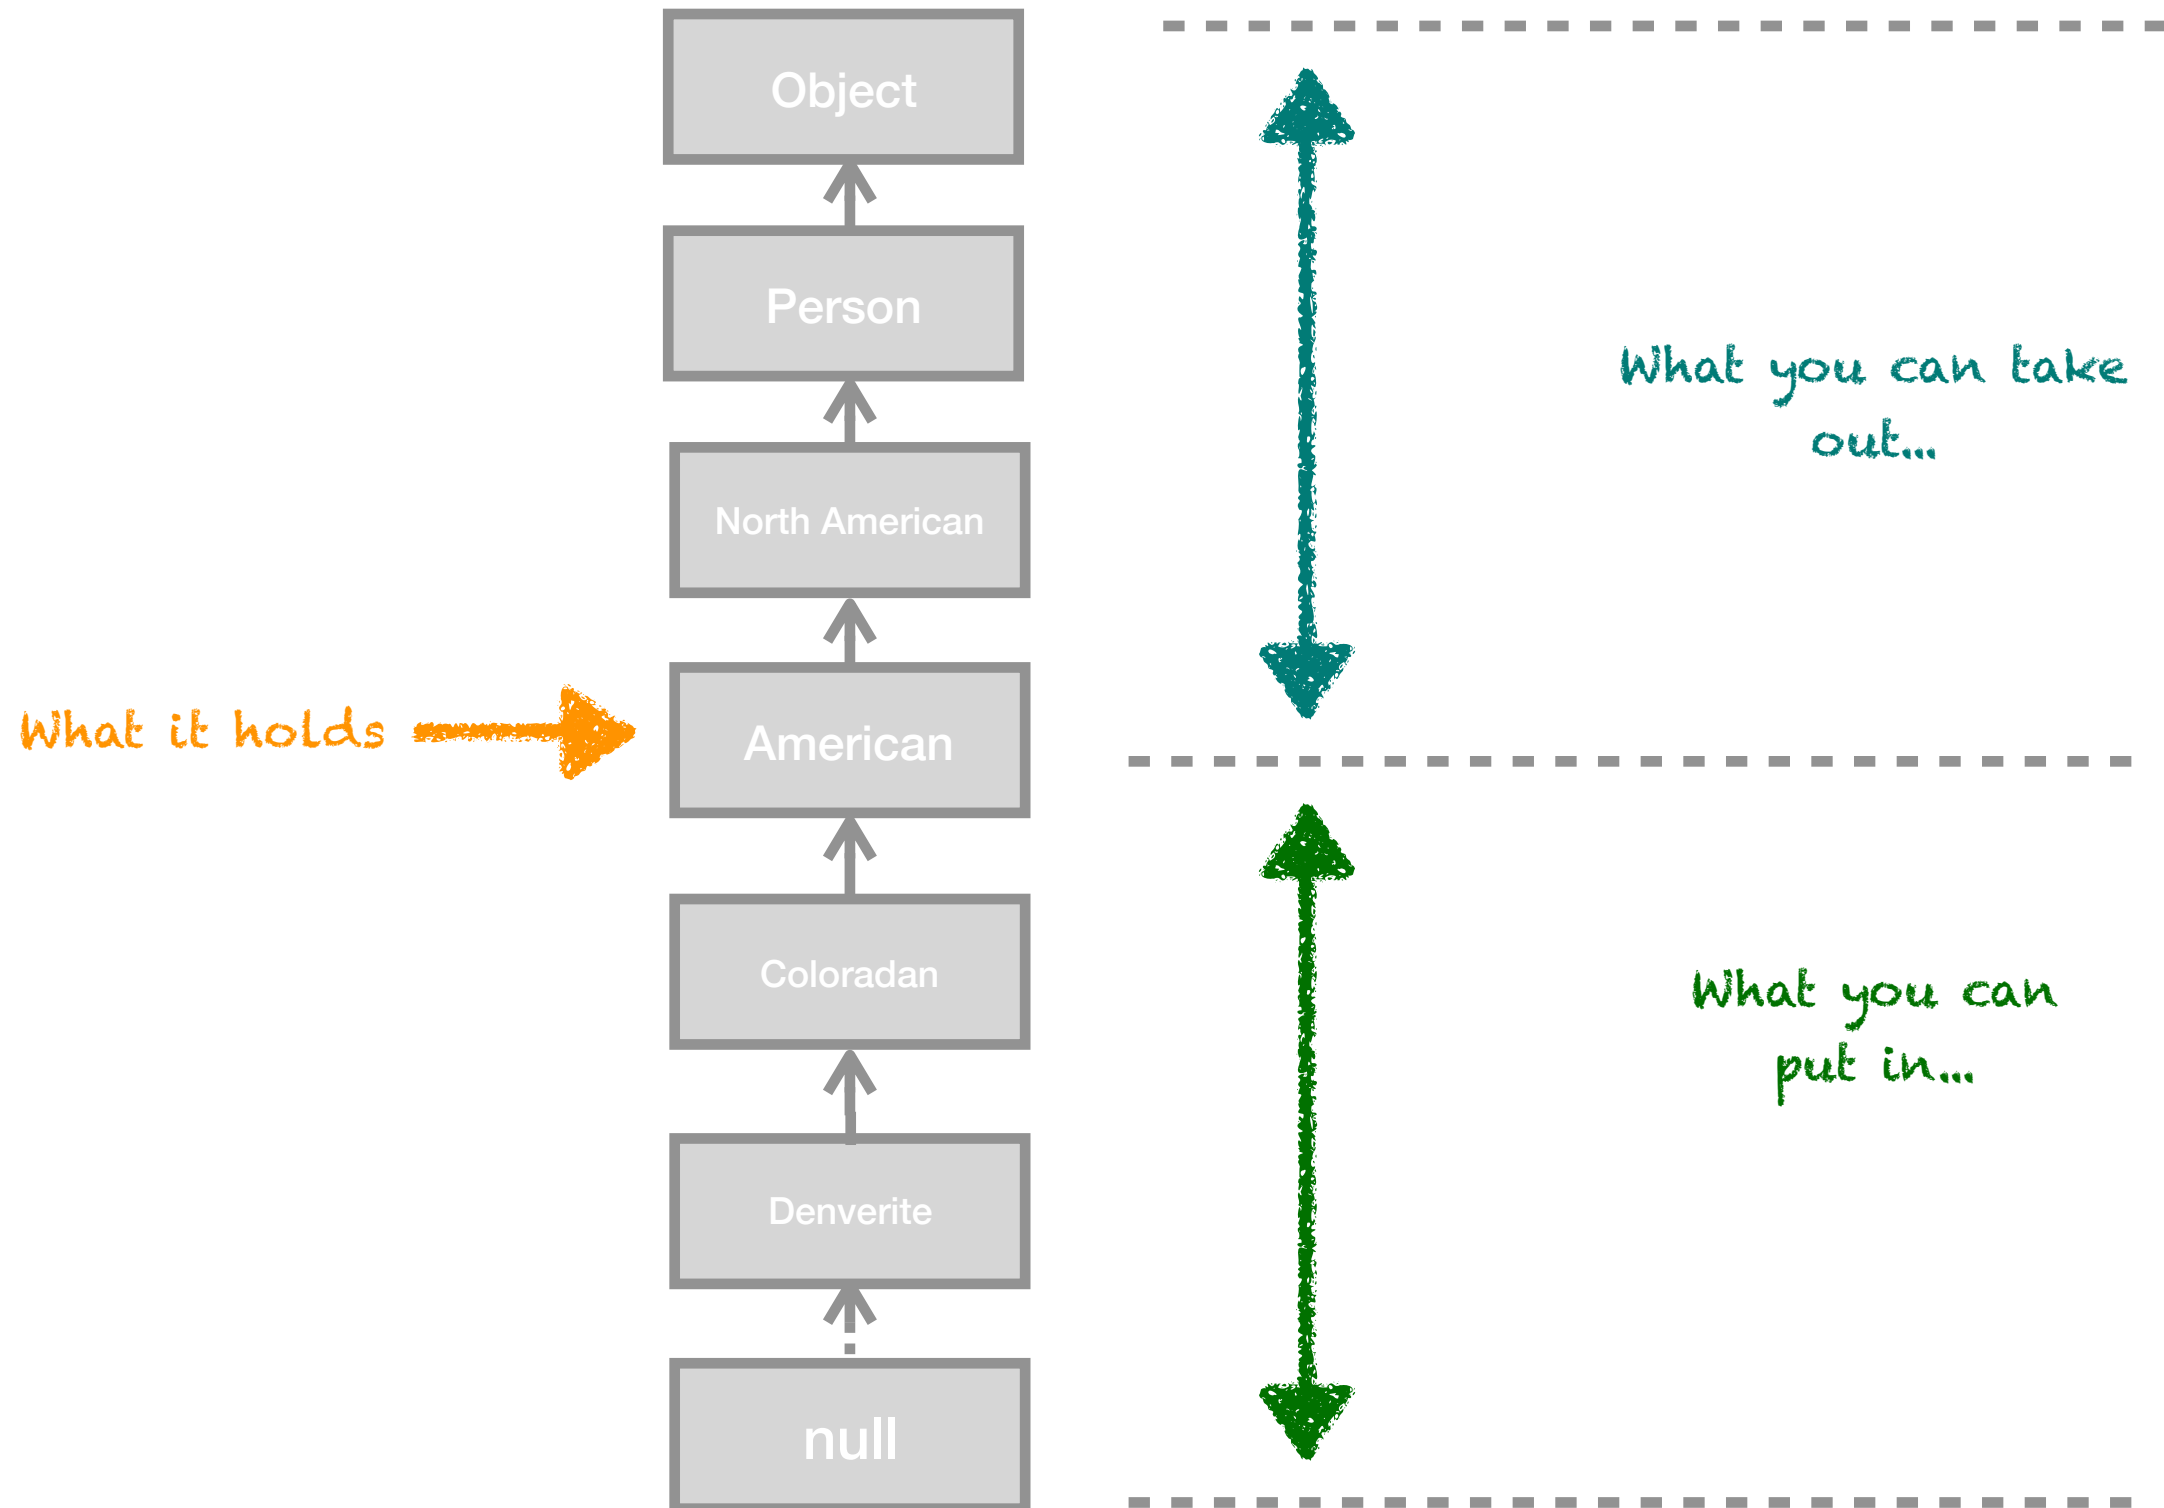 Object
Person
North American
What you can take
out...
What it holds
American
Coloradan
What you can
put in...
Denverite
null